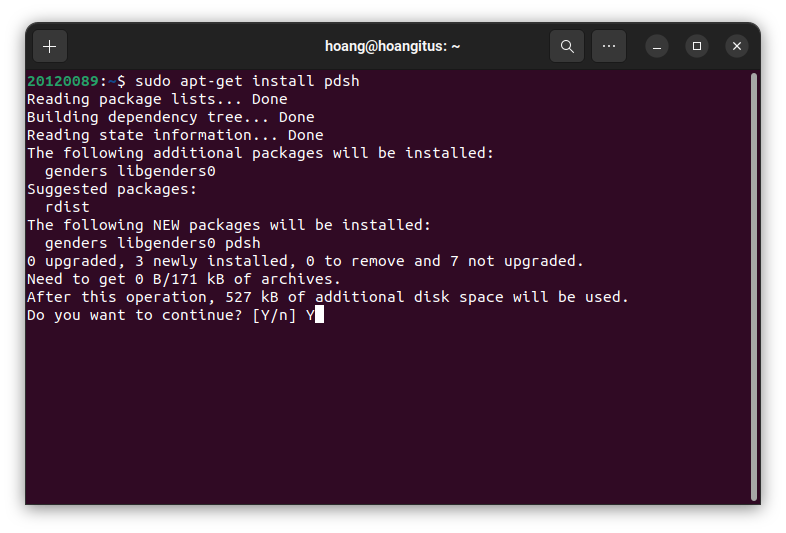 hoang@hoangitus: ~
20120089:~$ sudo apt-get install pdsh
Reading package lists... Done
Building dependency tree... Done
Reading state information... Done
The following additional packages will be installed:
  genders libgenders0
Suggested packages:
  rdist
The following NEW packages will be installed:
  genders libgenders0 pdsh
0 upgraded, 3 newly installed, 0 to remove and 7 not upgraded.
Need to get 0 B/171 kB of archives.
After this operation, 527 kB of additional disk space will be used.
Do you want to continue? [Y/n] Y